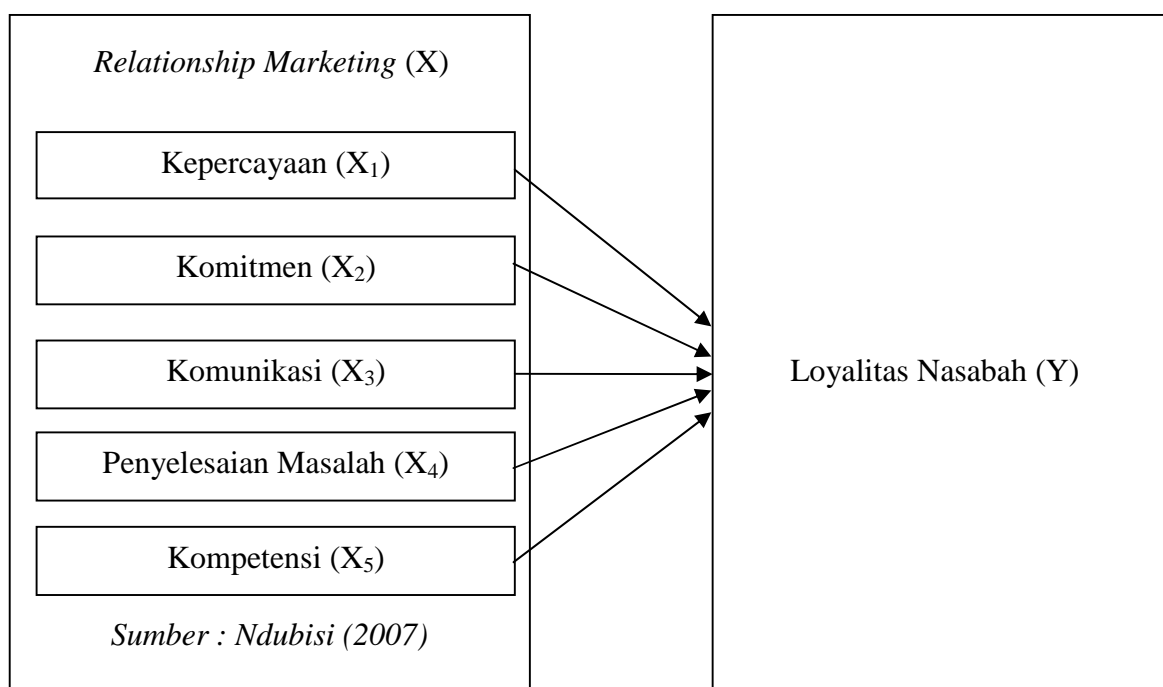 Relationship Marketing (X)
Kepercayaan (X₁)
Komitmen (X₂)
Komunikasi (X₃)
Penyelesaian Masalah (X₄)
Kompetensi (X₅)
Sumber : Ndubisi (2007)
Loyalitas Nasabah (Y)